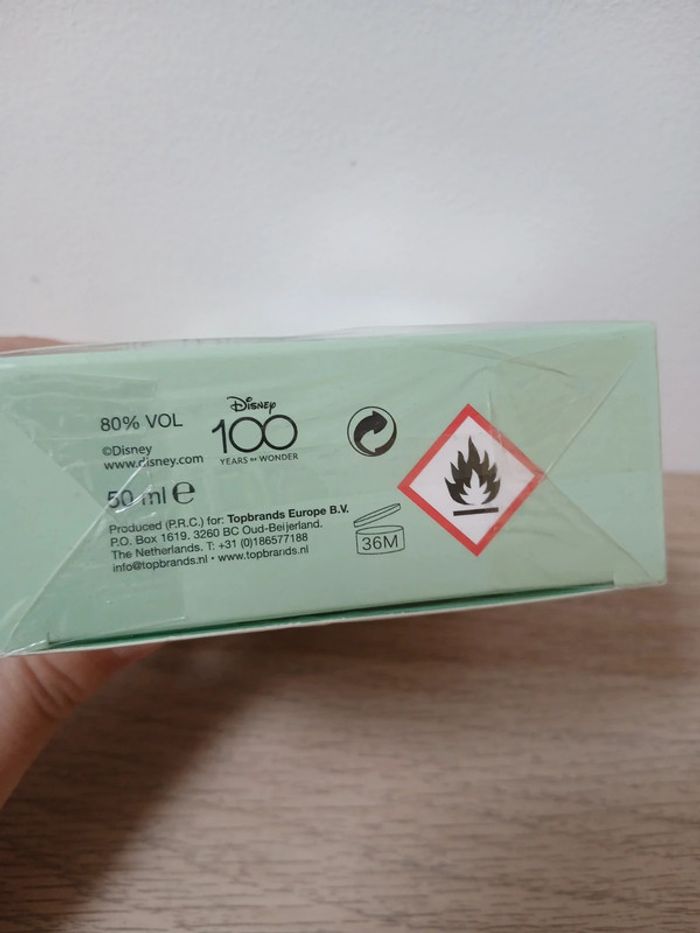 80% VOL
©Disney
www.disney.com
Disney
100
YEARS OF WONDER
50 ml ℮
Produced (P.R.C.) for: Topbrands Europe B.V.
P.O. Box 1619. 3260 BC Oud-Beijerland.
The Netherlands. T: +31 (0)186577188
info@topbrands.nl • www.topbrands.nl
36M